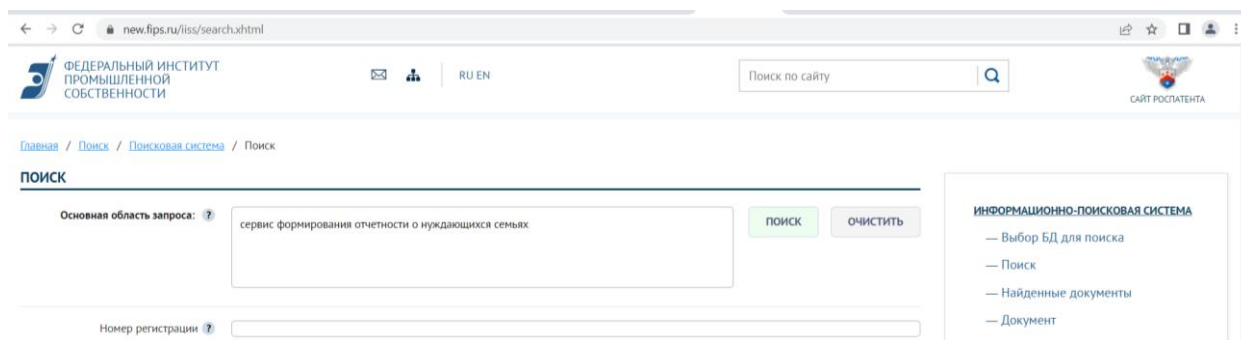 new.fips.ru/iiss/search.xhtml
ФЕДЕРАЛЬНЫЙ ИНСТИТУТ
ПРОМЫШЛЕННОЙ
СОБСТВЕННОСТИ
RU EN
Поиск по сайту
САЙТ РОСПАТЕНТА
Главная / Поиск / Поисковая система / Поиск
ПОИСК
Основная область запроса: ?
сервис формирования отчетности о нуждающихся семьях
ПОИСК
ОЧИСТИТЬ
Номер регистрации ?
ИНФОРМАЦИОННО-ПОИСКОВАЯ СИСТЕМА
— Выбор БД для поиска
— Поиск
— Найденные документы
— Документ